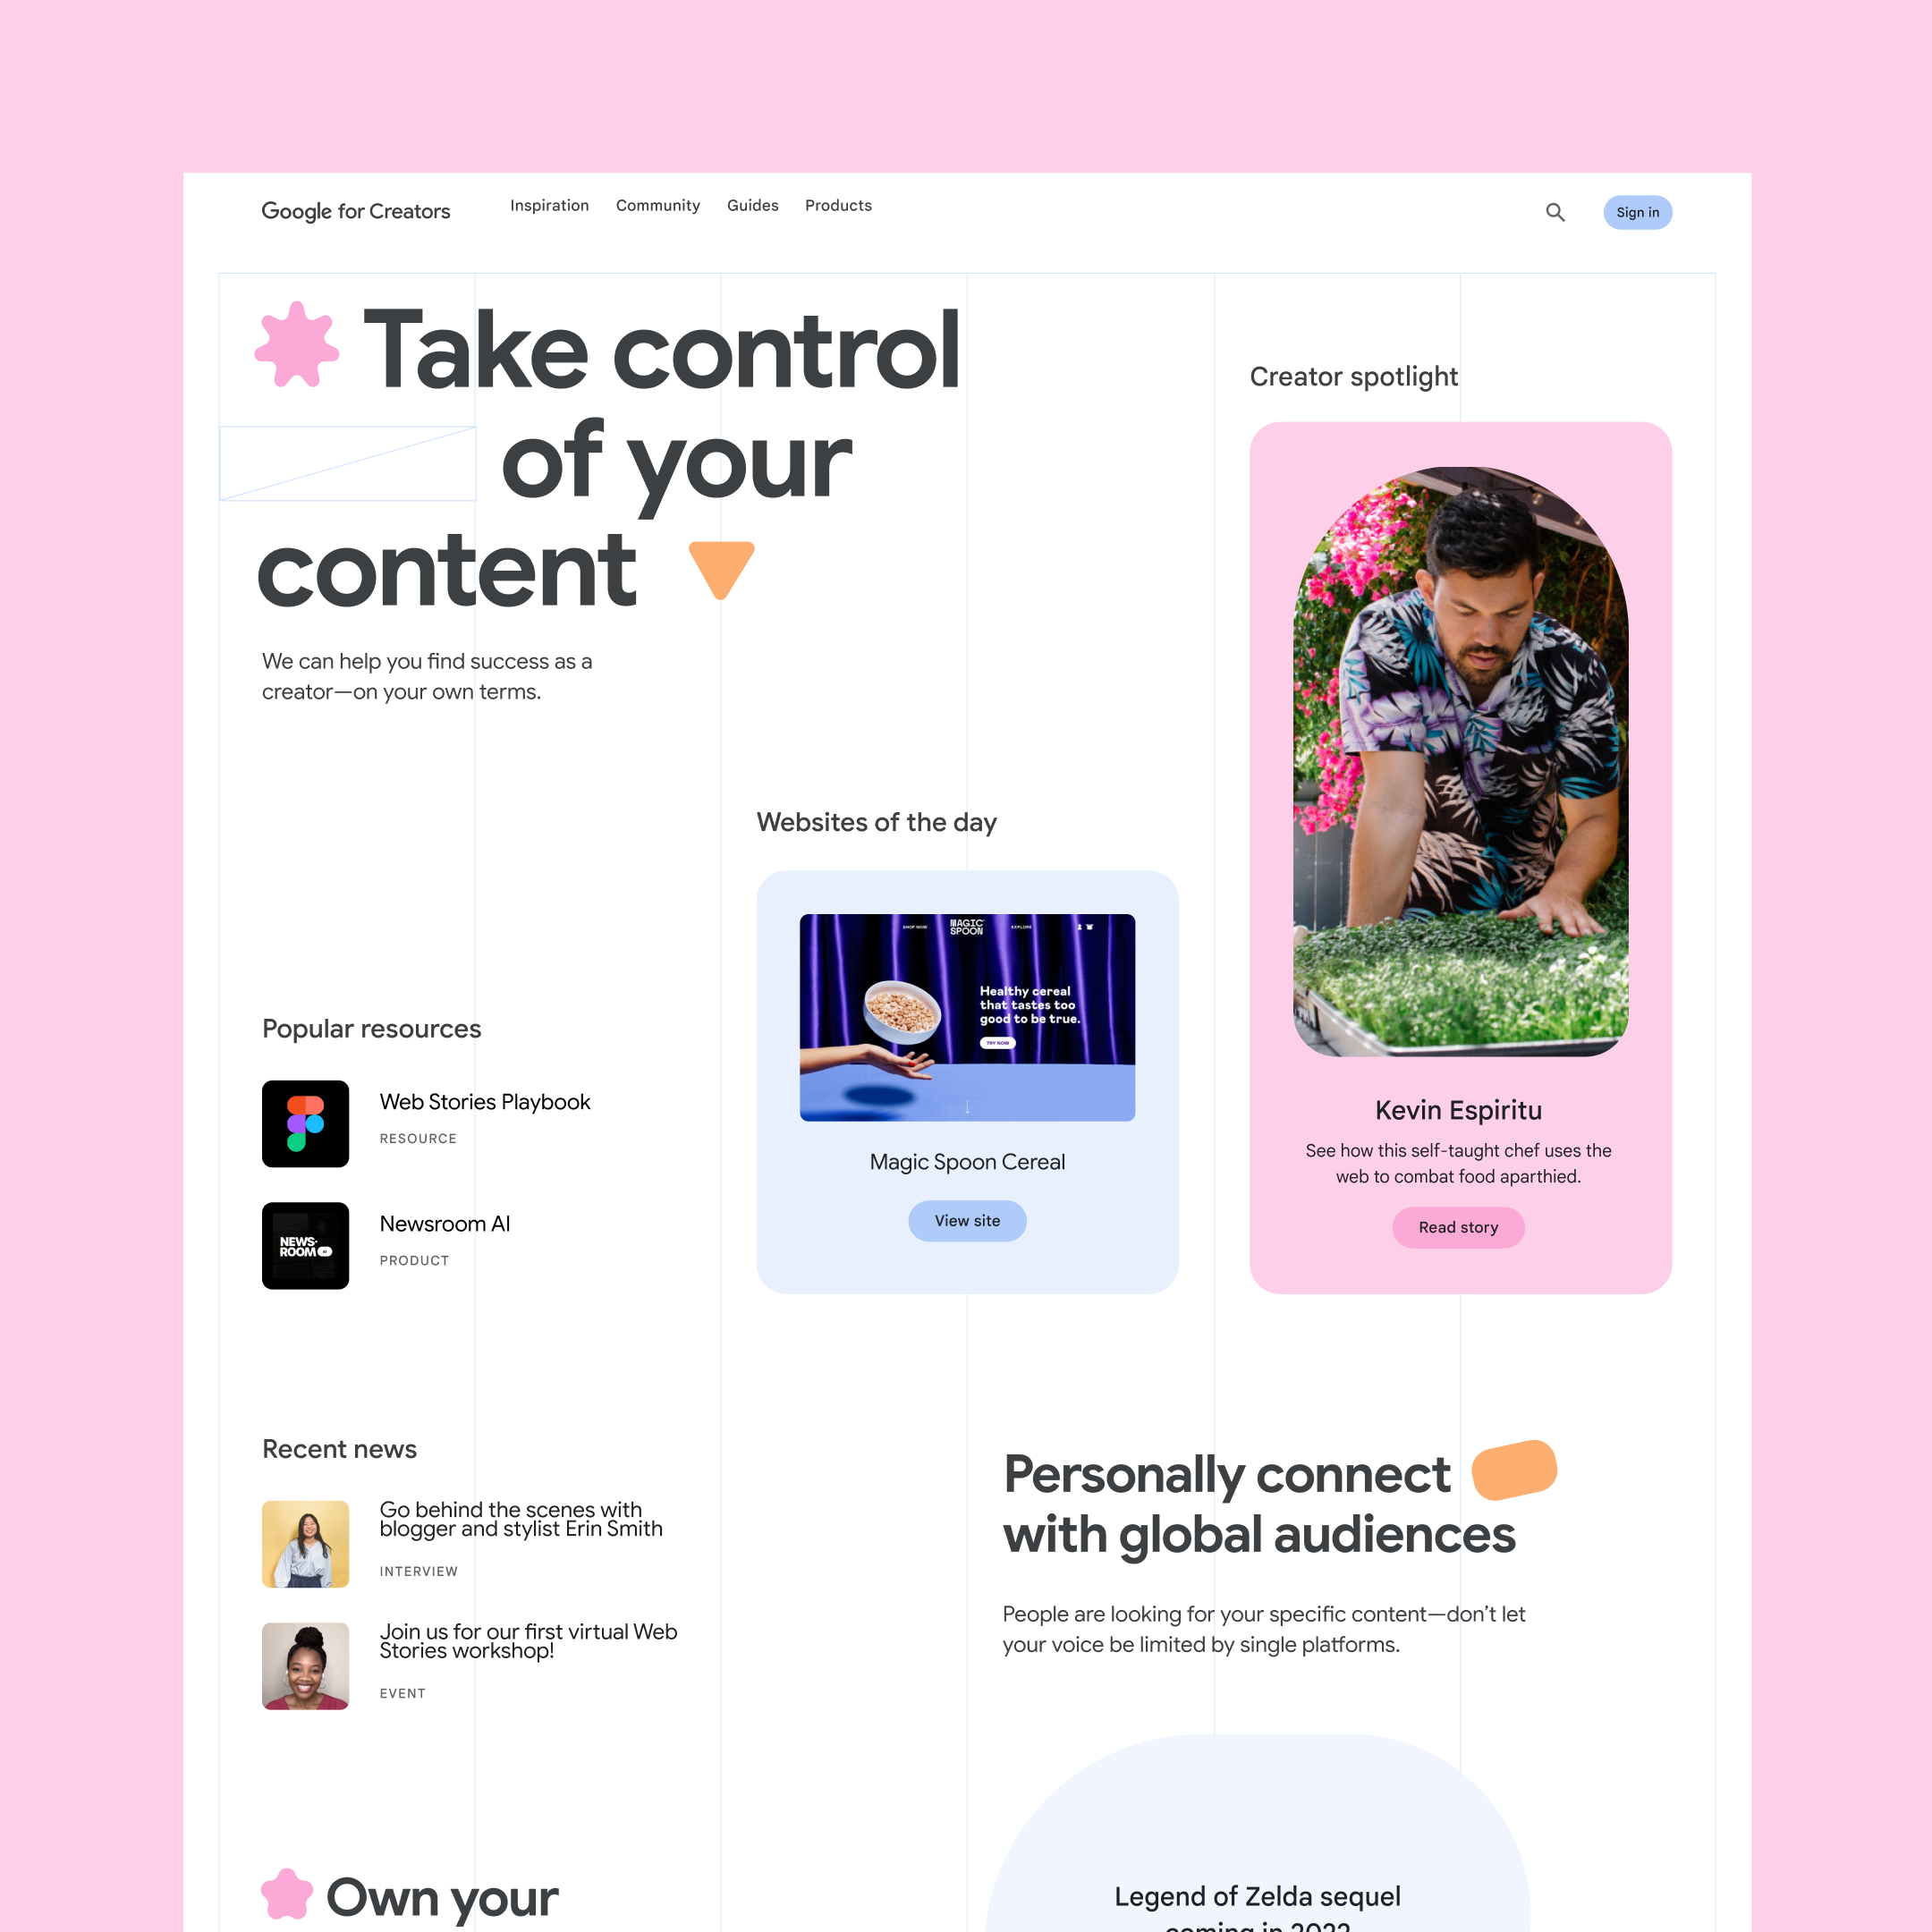 Google for Creators
Inspiration
Community
Guides
Products
Sign in
Take control
of your
content
We can help you find success as a
creator—on your own terms.
Creator spotlight
Kevin Espiritu
See how this self-taught chef uses the
web to combat food aparthied.
Read story
Websites of the day
SHOP NOW
MAGIC
SPOON
EXPLORE
Healthy cereal
that tastes too
good to be true.
TRY NOW
Magic Spoon Cereal
View site
Popular resources
Web Stories Playbook
RESOURCE
NEWS-
ROOM AI
Newsroom AI
PRODUCT
Recent news
Go behind the scenes with
blogger and stylist Erin Smith
INTERVIEW
Join us for our first virtual Web
Stories workshop!
EVENT
Personally connect
with global audiences
People are looking for your specific content—don’t let
your voice be limited by single platforms.
Own your
Legend of Zelda sequel
coming in 2022